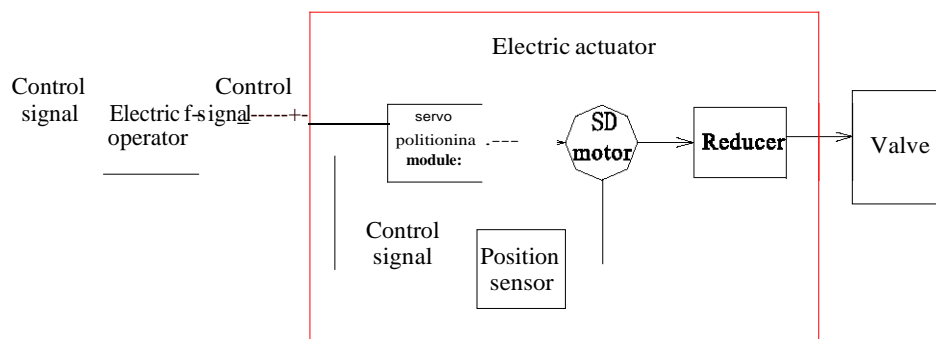 Electric actuator
Control
signal
Control
Electric f-signal
operator
servo
politionina
module:
SD
motor
Reducer
Valve
Control
signal
Position
sensor